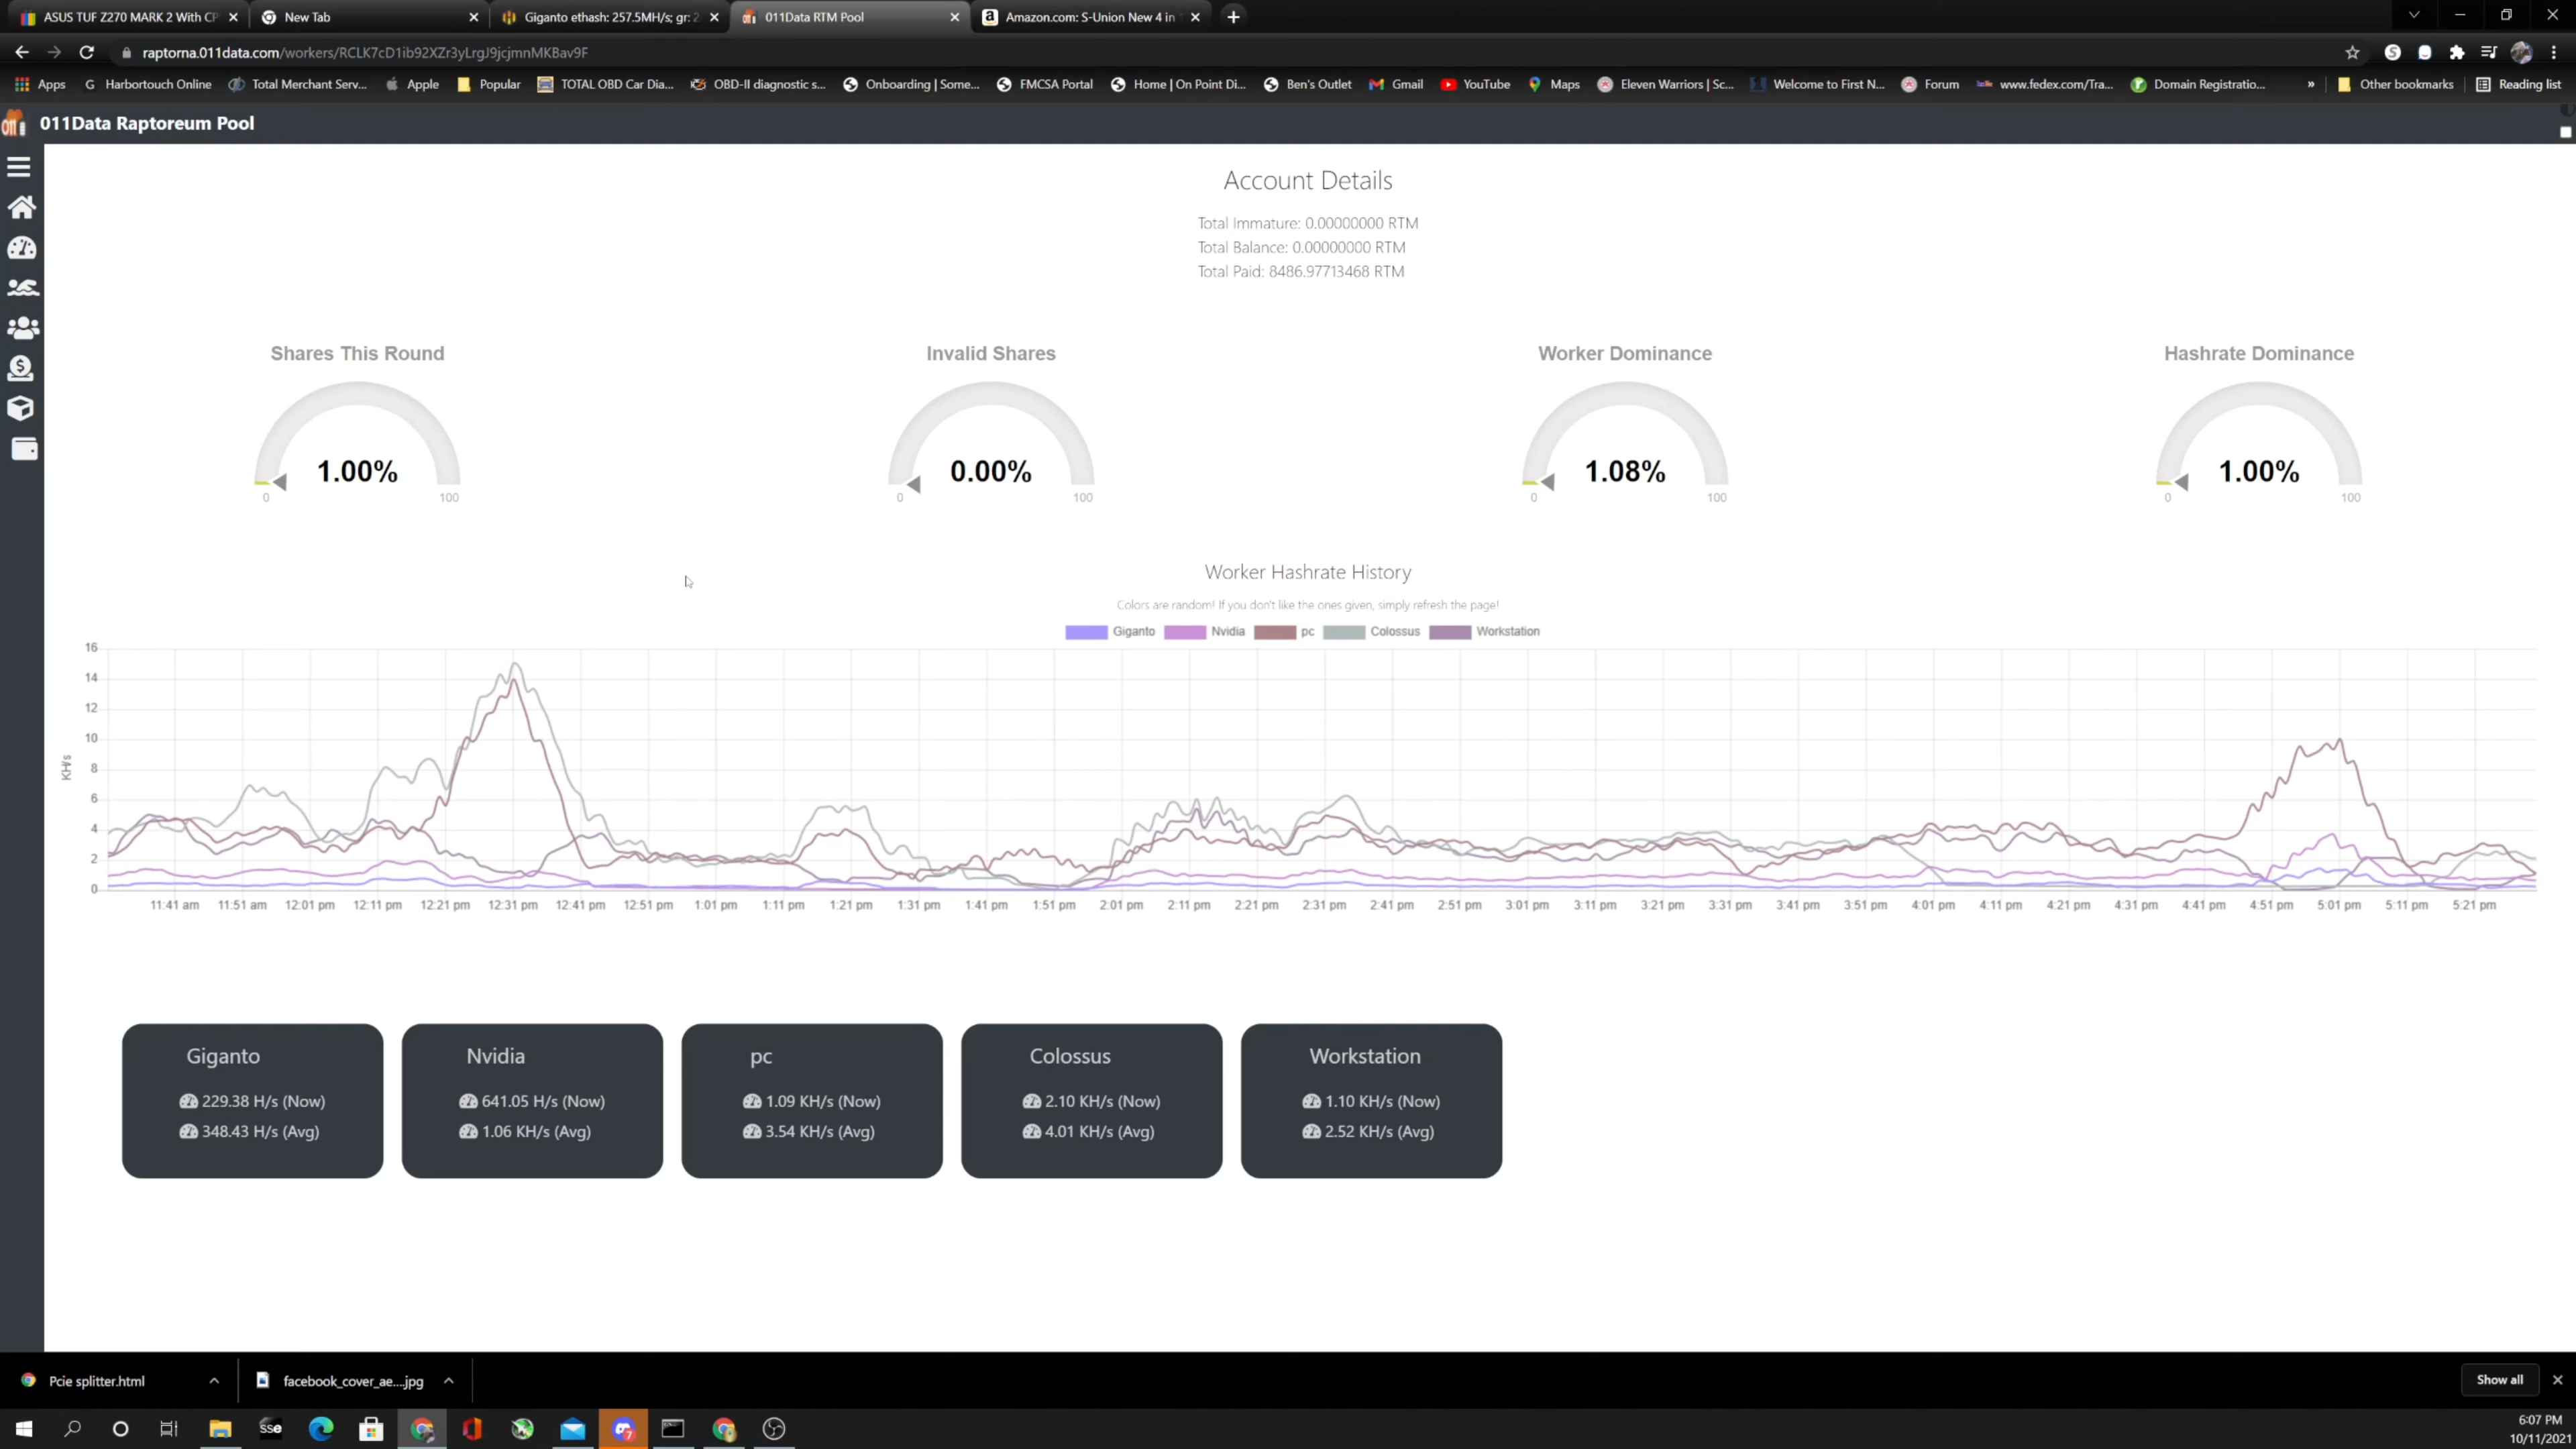 ASUS TUF Z270 MARK 2 With CP
New Tab
Giganto ethash: 257.5MH/s; gr: 2
011Data RTM Pool
Amazon.com: S-Union New 4 in
raptorna.011data.com/workers/RCLK7cD1ib92XZr3yLrgJ9jcjmnMKBav9F
Apps
Harbortouch Online
Total Merchant Serv...
Apple
Popular
TOTAL OBD Car Dia...
OBD-II diagnostic s...
Onboarding | Some...
FMCSA Portal
Home | On Point Di...
Ben's Outlet
Gmail
YouTube
Maps
Eleven Warriors | Sc...
Welcome to First N...
Forum
www.fedex.com/Tra...
Domain Registratio...
»
Other bookmarks
Reading list
011Data Raptoreum Pool
Account Details
Total Immature: 0.00000000 RTM
Total Balance: 0.00000000 RTM
Total Paid: 8486.97713468 RTM
Shares This Round
1.00%
0 100
Invalid Shares
0.00%
0 100
Worker Dominance
1.08%
0 100
Hashrate Dominance
1.00%
0 100
Worker Hashrate History
Colors are random! If you don't like the ones given, simply refresh the page!
Giganto Nvidia pc Colossus Workstation
16
14
12
10
8
6
4
2
0
KH/s
11:41 am 11:51 am 12:01 pm 12:11 pm 12:21 pm 12:31 pm 12:41 pm 12:51 pm 1:01 pm 1:11 pm 1:21 pm 1:31 pm 1:41 pm 1:51 pm 2:01 pm 2:11 pm 2:21 pm 2:31 pm 2:41 pm 2:51 pm 3:01 pm 3:11 pm 3:21 pm 3:31 pm 3:41 pm 3:51 pm 4:01 pm 4:11 pm 4:21 pm 4:31 pm 4:41 pm 4:51 pm 5:01 pm 5:11 pm 5:21 pm
Giganto
229.38 H/s (Now)
348.43 H/s (Avg)
Nvidia
641.05 H/s (Now)
1.06 KH/s (Avg)
pc
1.09 KH/s (Now)
3.54 KH/s (Avg)
Colossus
2.10 KH/s (Now)
4.01 KH/s (Avg)
Workstation
1.10 KH/s (Now)
2.52 KH/s (Avg)
Pcie splitter.html
facebook_cover_ae....jpg
Show all
sse
7
6:07 PM
10/11/2021